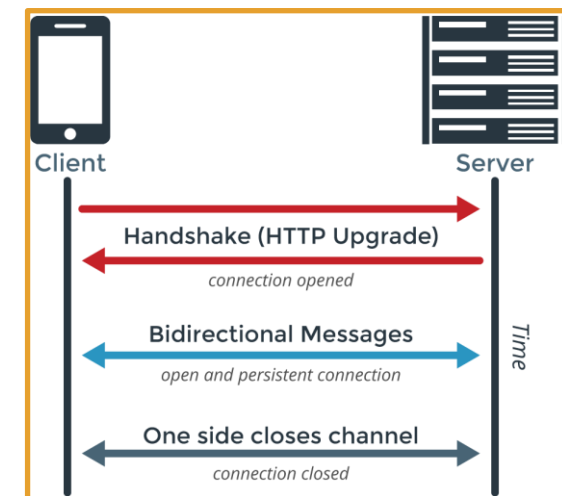 Client
Server
Handshake (HTTP Upgrade)
connection opened
Bidirectional Messages
open and persistent connection
Time
One side closes channel
connection closed